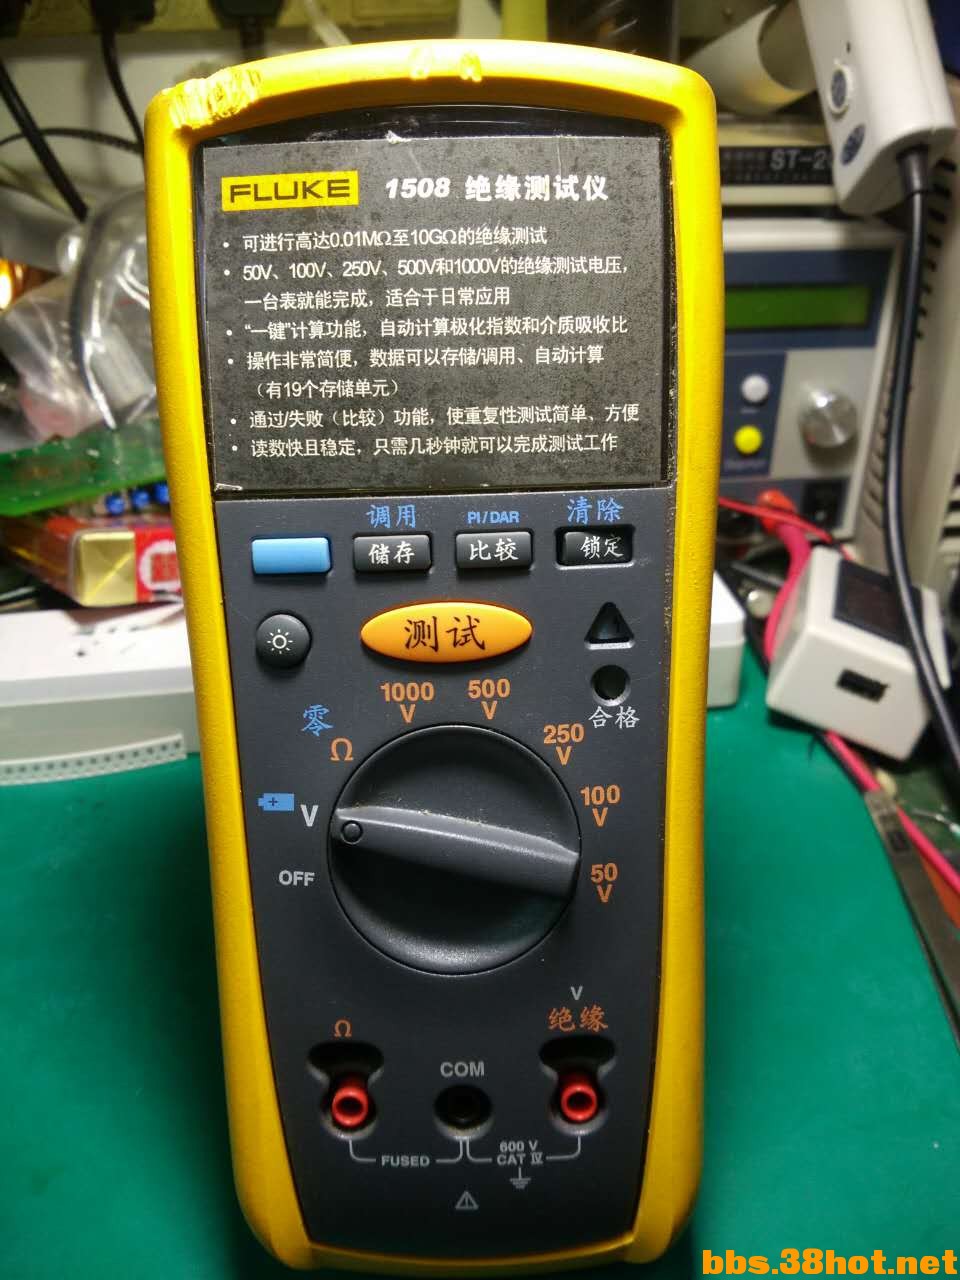 FLUKE 1508 绝缘测试仪
• 可进行高达0.01MΩ至10GΩ的绝缘测试
• 50V、100V、250V、500V和1000V的绝缘测试电压，
一台表就能完成，适合于日常应用
• “一键”计算功能，自动计算极化指数和介质吸收比
• 操作非常简便，数据可以存储/调用、自动计算
（有19个存储单元）
• 通过/失败（比较）功能，使重复性测试简单、方便
• 读数快且稳定，只需几秒钟就可以完成测试工作
调用 PI/DAR 清除
储存 比较 锁定
测试
合格
零
1000 V
500 V
250 V
Ω
100 V
V
50 V
OFF
V
Ω
绝缘
COM
FUSED
600 V
CAT Ⅳ
bbs.38hot.net